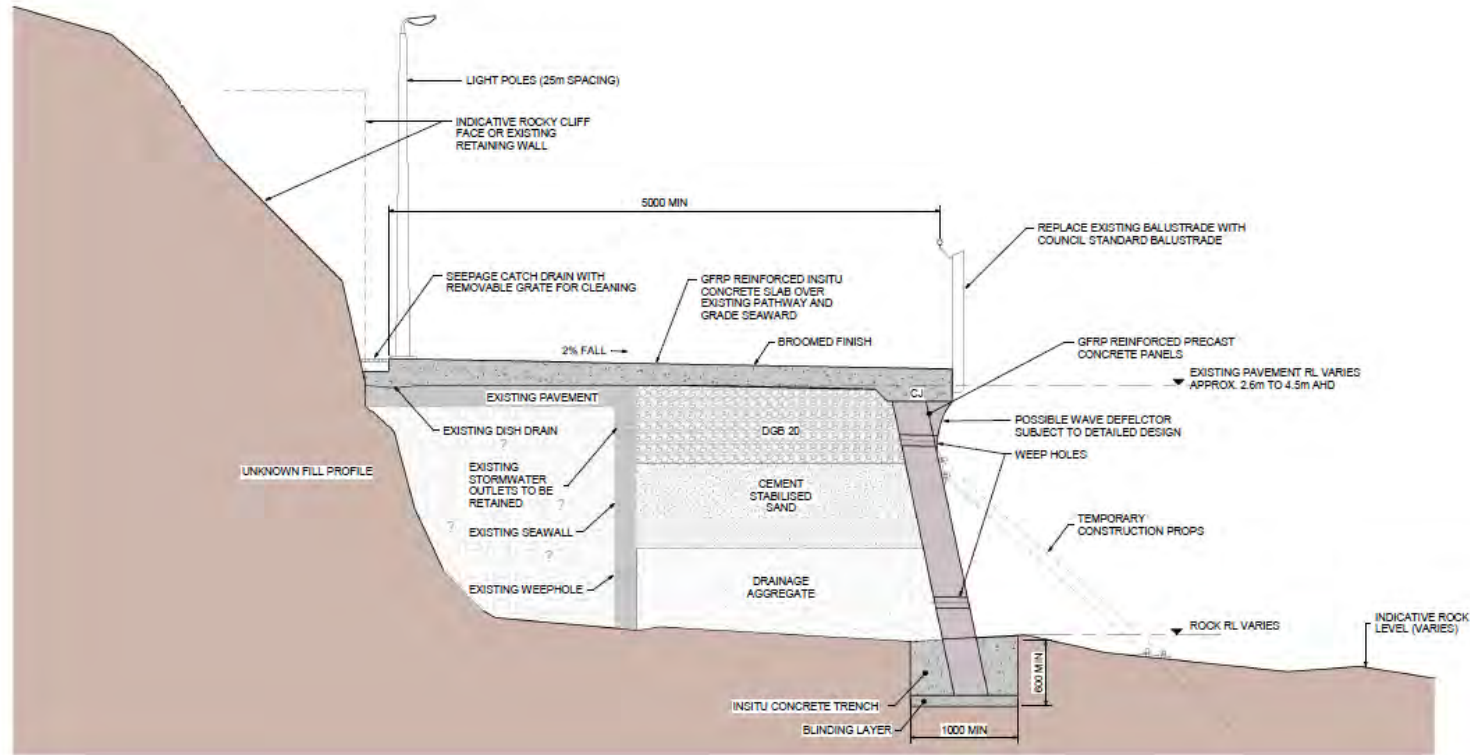 LIGHT POLES (25m SPACING)
INDICATIVE ROCKY CLIFF
FACE OR EXISTING
RETAINING WALL
5000 MIN
REPLACE EXISTING BALUSTRADE WITH
COUNCIL STANDARD BALUSTRADE
SEEPAGE CATCH DRAIN WITH
REMOVABLE GRATE FOR CLEANING
GFRP REINFORCED INSITU
CONCRETE SLAB OVER
EXISTING PATHWAY AND
GRADE SEAWARD
2% FALL
BROOMED FINISH
GFRP REINFORCED PRECAST
CONCRETE PANELS
EXISTING PAVEMENT RL VARIES
APPROX. 2.6m TO 4.5m AHD
EXISTING PAVEMENT
CJ
POSSIBLE WAVE DEFELCTOR
SUBJECT TO DETAILED DESIGN
EXISTING DISH DRAIN
?
DGB 20
WEEP HOLES
UNKNOWN FILL PROFILE
EXISTING
STORMWATER
OUTLETS TO BE
RETAINED
?
CEMENT
STABILISED
SAND
?
EXISTING SEAWALL
?
TEMPORARY
CONSTRUCTION PROPS
EXISTING WEEPHOLE
DRAINAGE
AGGREGATE
ROCK RL VARIES
INDICATIVE ROCK
LEVEL (VARIES)
600 MIN
INSITU CONCRETE TRENCH
BLINDING LAYER
1000 MIN